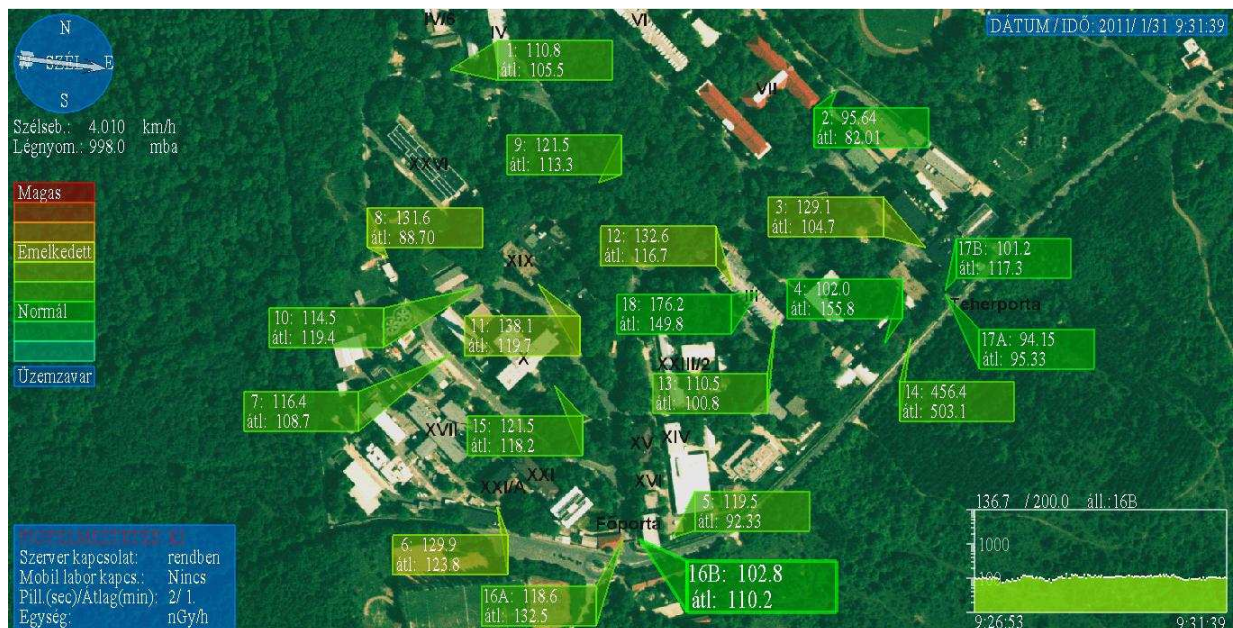 N
SZÉL
E
S
Szélseb.: 4.010 km/h
Légnyom.: 998.0 mba
Magas
Emelkedett
Normál
Üzemzavar
DÁTUM / IDŐ: 2011/ 1/31 9:31:39
IV/6
IV
VI
VII
1: 110.8
átl: 105.5
2: 95.64
átl: 82.01
9: 121.5
átl: 113.3
XXVI
8: 131.6
átl: 88.70
3: 129.1
átl: 104.7
12: 132.6
átl: 116.7
17B: 101.2
átl: 117.3
XIX
4: 102.0
átl: 155.8
18: 176.2
átl: 149.8
III
Teherporta
10: 114.5
átl: 119.4
11: 138.1
átl: 119.7
17A: 94.15
átl: 95.33
X
XXIII/2
13: 110.5
átl: 100.8
14: 456.4
átl: 503.1
7: 116.4
átl: 108.7
15: 121.5
átl: 118.2
XVII
XV
XIV
XXI
XXI/A
XVI
5: 119.5
átl: 92.33
Főporta
6: 129.9
átl: 123.8
16A: 118.6
átl: 132.5
16B: 102.8
átl: 110.2
Szerver kapcsolat: rendben
Mobil labor kapcs.: Nincs
Pill.(sec)/Átlag(min): 2/ 1.
Egység: nGy/h
136.7 / 200.0 áll.:16B
1000
100
9:26:53
9:31:39